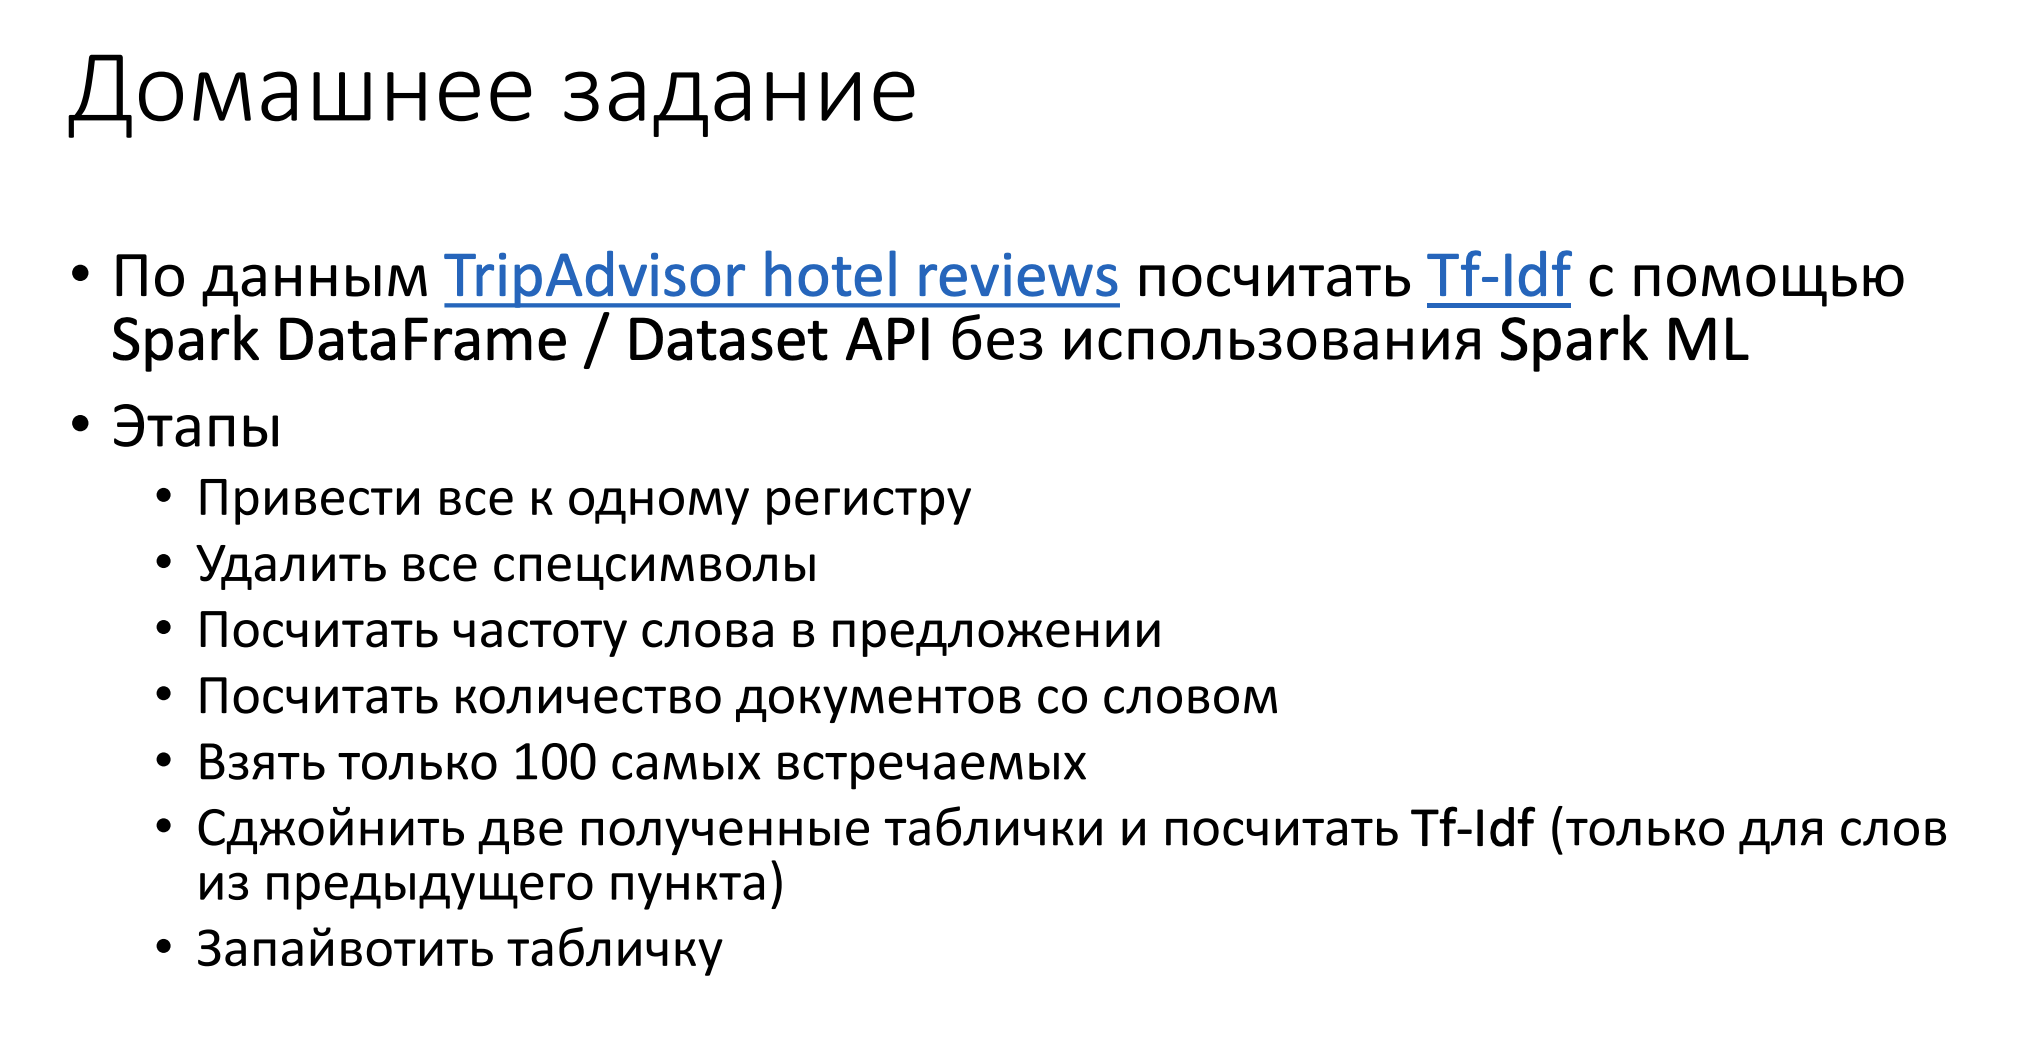 Домашнее задание
• По данным TripAdvisor hotel reviews посчитать Tf-Idf с помощью
Spark DataFrame / Dataset API без использования Spark ML
• Этапы
• Привести все к одному регистру
• Удалить все спецсимволы
• Посчитать частоту слова в предложении
• Посчитать количество документов со словом
• Взять только 100 самых встречаемых
• Сджойнить две полученные таблички и посчитать Tf-Idf (только для слов
из предыдущего пункта)
• Запайвотить табличку